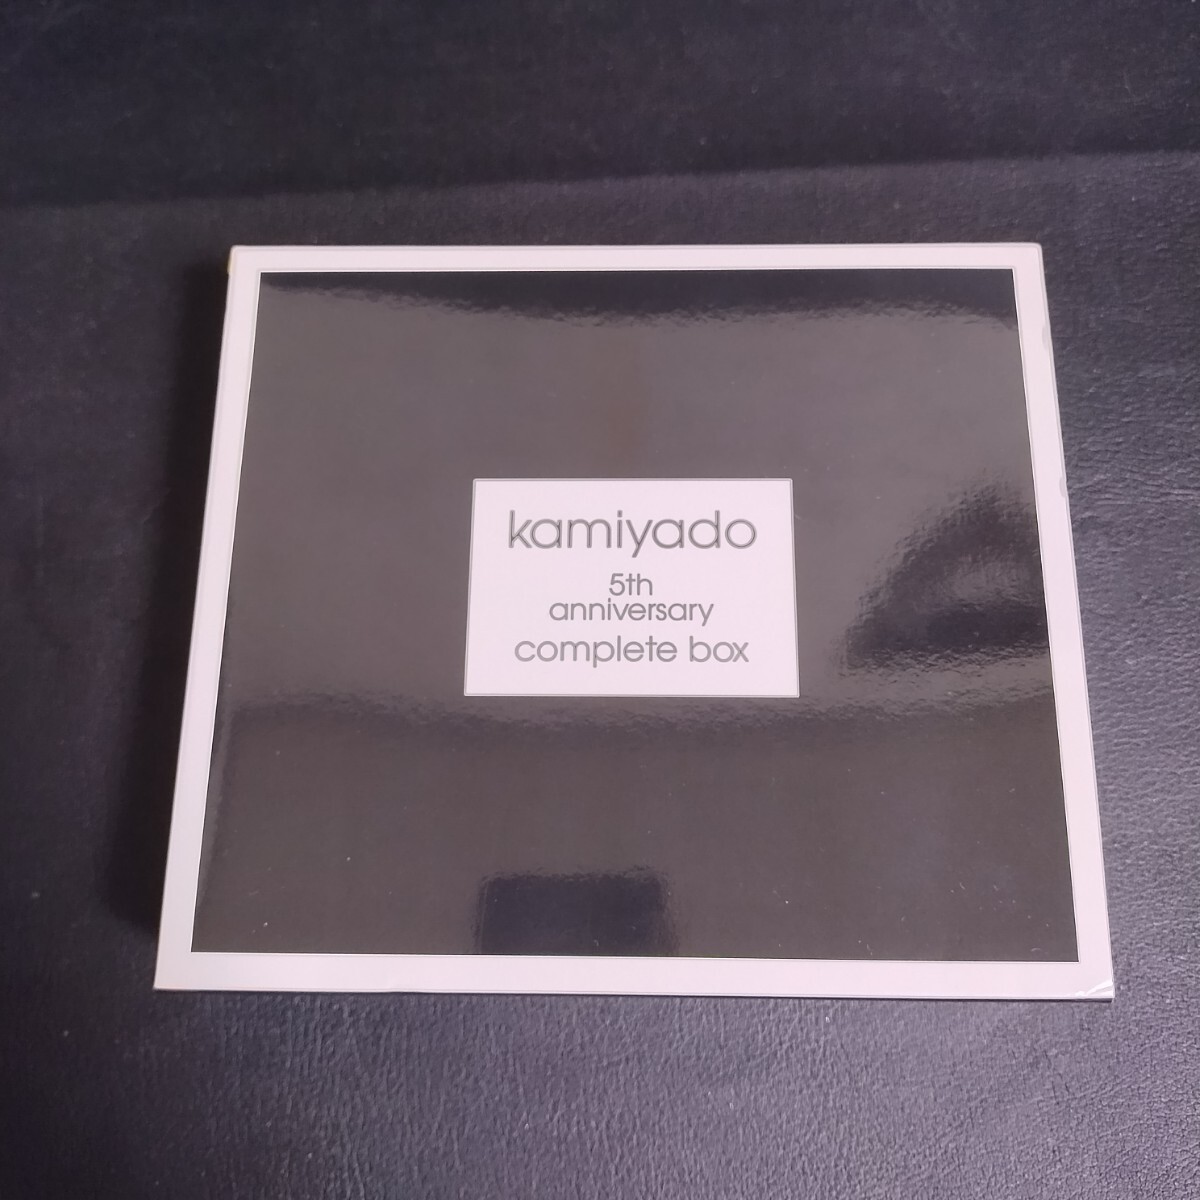 kamiyado
5th
anniversary
complete box